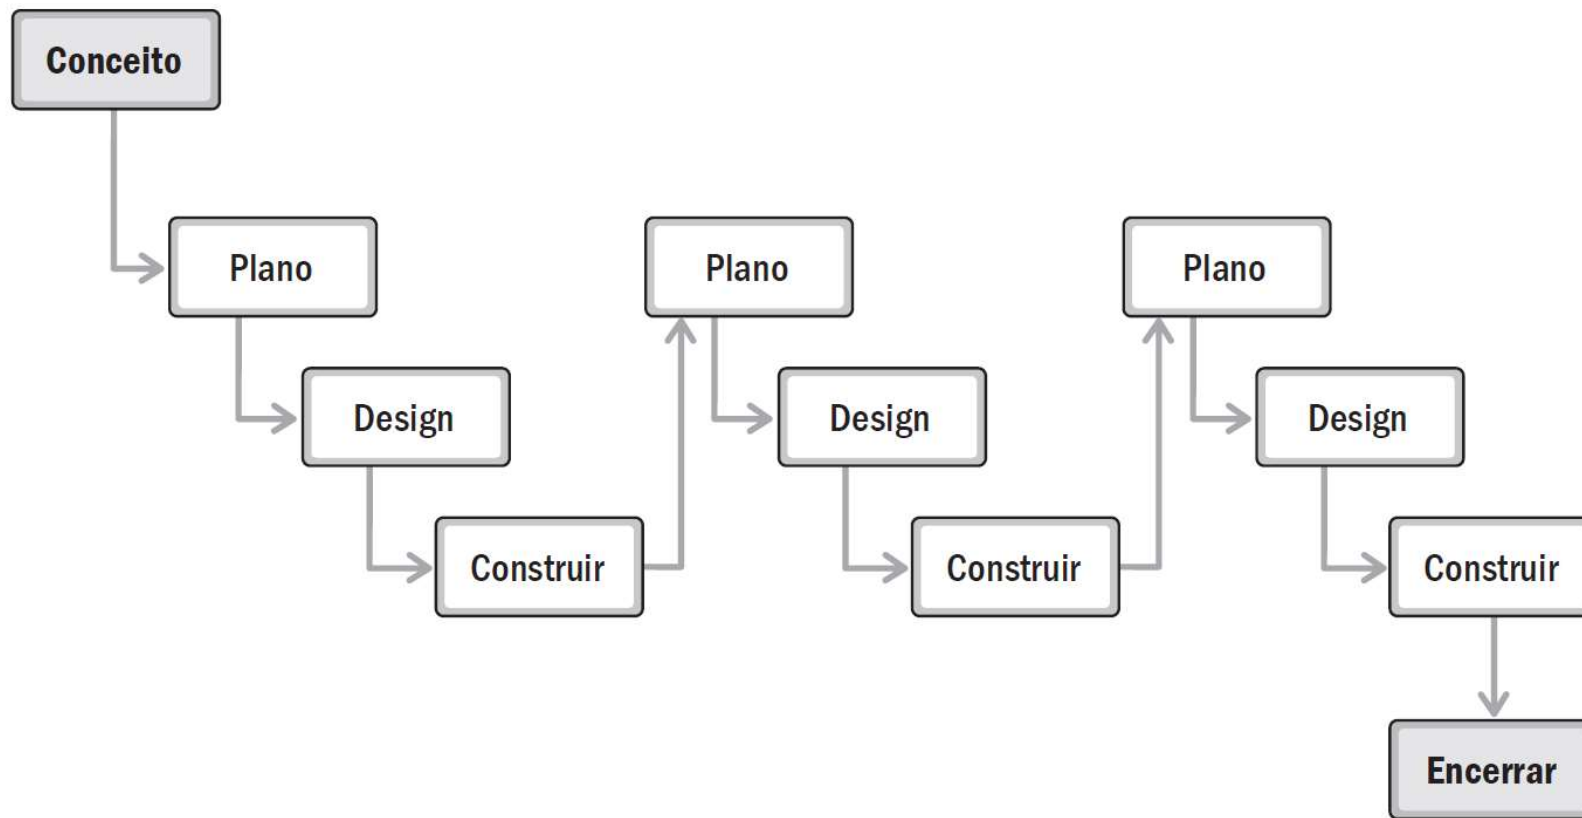 Conceito
Plano
Plano
Plano
Design
Design
Design
Construir
Construir
Construir
Encerrar